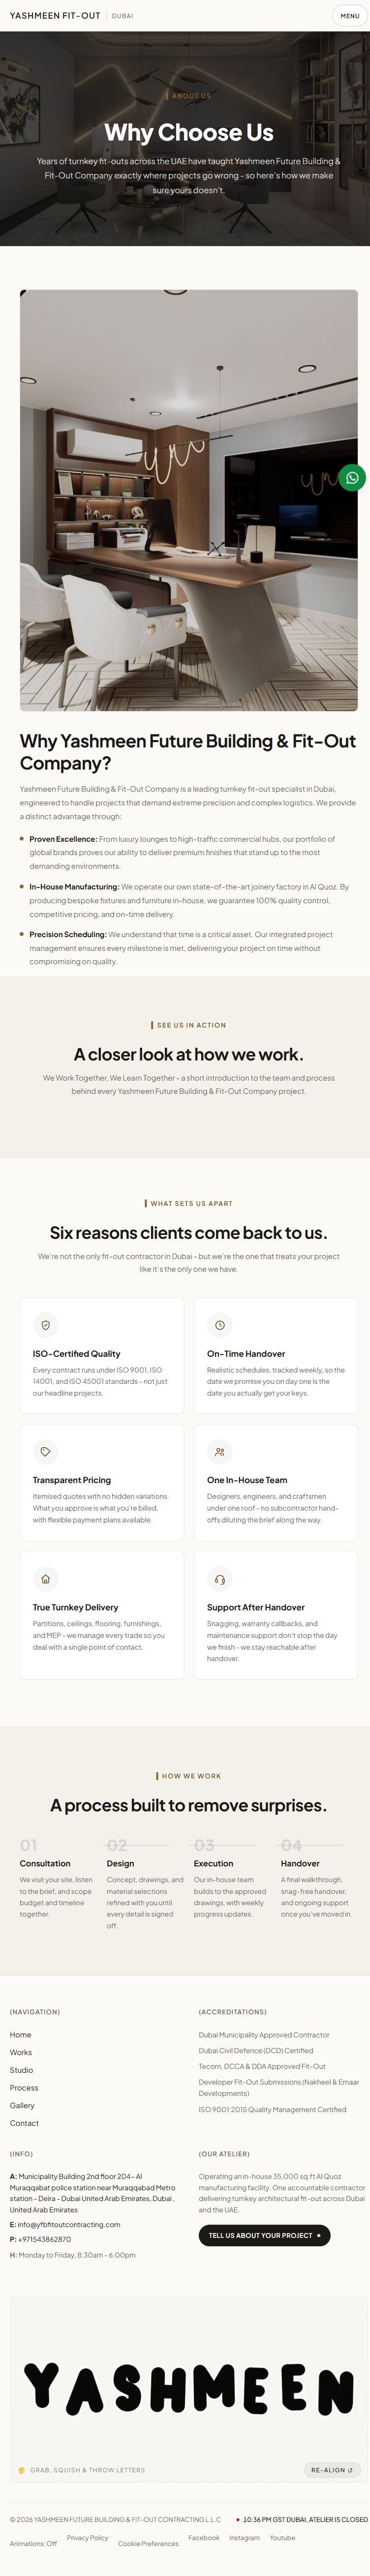 YASHMEEN FIT-OUT | DUBAI
MENU
ABOUT US
Why Choose Us
Years of turnkey fit-outs across the UAE have taught Yashmeen Future Building &
Fit-Out Company exactly where projects go wrong - so here's how we make
sure yours doesn't.
Why Yashmeen Future Building & Fit-Out
Company?
Yashmeen Future Building & Fit-Out Company is a leading turnkey fit-out specialist in Dubai,
engineered to handle projects that demand extreme precision and complex logistics. We provide
a distinct advantage through:
Proven Excellence: From luxury lounges to high-traffic commercial hubs, our portfolio of
global brands proves our ability to deliver premium finishes that stand up to the most
demanding environments.
In-House Manufacturing: We operate our own state-of-the-art joinery factory in Al Quoz. By
producing bespoke fixtures and furniture in-house, we guarantee 100% quality control,
competitive pricing, and on-time delivery.
Precision Scheduling: We understand that time is a critical asset. Our integrated project
management ensures every milestone is met, delivering your project on time without
compromising on quality.
SEE US IN ACTION
A closer look at how we work.
We Work Together, We Learn Together - a short introduction to the team and process
behind every Yashmeen Future Building & Fit-Out Company project.
WHAT SETS US APART
Six reasons clients come back to us.
We're not the only fit-out contractor in Dubai - but we're the one that treats your project
like it's the only one we have.
ISO-Certified Quality
Every contract runs under ISO 9001, ISO
14001, and ISO 45001 standards - not just
our headline projects.
On-Time Handover
Realistic schedules, tracked weekly, so the
date we promise you on day one is the
date you actually get your keys.
Transparent Pricing
Itemised quotes with no hidden variations.
What you approve is what you're billed,
with flexible payment plans available.
One In-House Team
Designers, engineers, and craftsmen
under one roof - no subcontractor hand-
offs diluting the brief along the way.
True Turnkey Delivery
Partitions, ceilings, flooring, furnishings,
and MEP - we manage every trade so you
deal with a single point of contact.
Support After Handover
Snagging, warranty callbacks, and
maintenance support don't stop the day
we finish - we stay reachable after
handover.
HOW WE WORK
A process built to remove surprises.
01
Consultation
We visit your site, listen
to the brief, and scope
budget and timeline
together.
02
Design
Concept, drawings, and
material selections
refined with you until
every detail is signed
off.
03
Execution
Our in-house team
builds to the approved
drawings, with weekly
progress updates.
04
Handover
A final walkthrough,
snag-free handover,
and ongoing support
once you've moved in.
(NAVIGATION)
Home
Works
Studio
Process
Gallery
Contact
(ACCREDITATIONS)
Dubai Municipality Approved Contractor
Dubai Civil Defence (DCD) Certified
Tecom, DCCA & DDA Approved Fit-Out
Developer Fit-Out Submissions (Nakheel & Emaar
Developments)
ISO 9001:2015 Quality Management Certified
(INFO)
A: Municipality Building 2nd floor 204- Al
Muraqqabat police station near Muraqqabad Metro
station - Deira - Dubai United Arab Emirates, Dubai ,
United Arab Emirates
E: info@yfbfitoutcontracting.com
P: +971543862870
H: Monday to Friday, 8:30am - 6:00pm
(OUR ATELIER)
Operating an in-house 35,000 sq.ft Al Quoz
manufacturing facility. One accountable contractor
delivering turnkey architectural fit-out across Dubai
and the UAE.
TELL US ABOUT YOUR PROJECT
YASHMEEN
GRAB, SQUISH & THROW LETTERS
RE-ALIGN ↺
© 2026 YASHMEEN FUTURE BUILDING & FIT-OUT CONTRACTING L.L.C
10:36 PM GST DUBAI, ATELIER IS CLOSED
Animations: Off
Privacy Policy
Cookie Preferences
Facebook
Instagram
Youtube